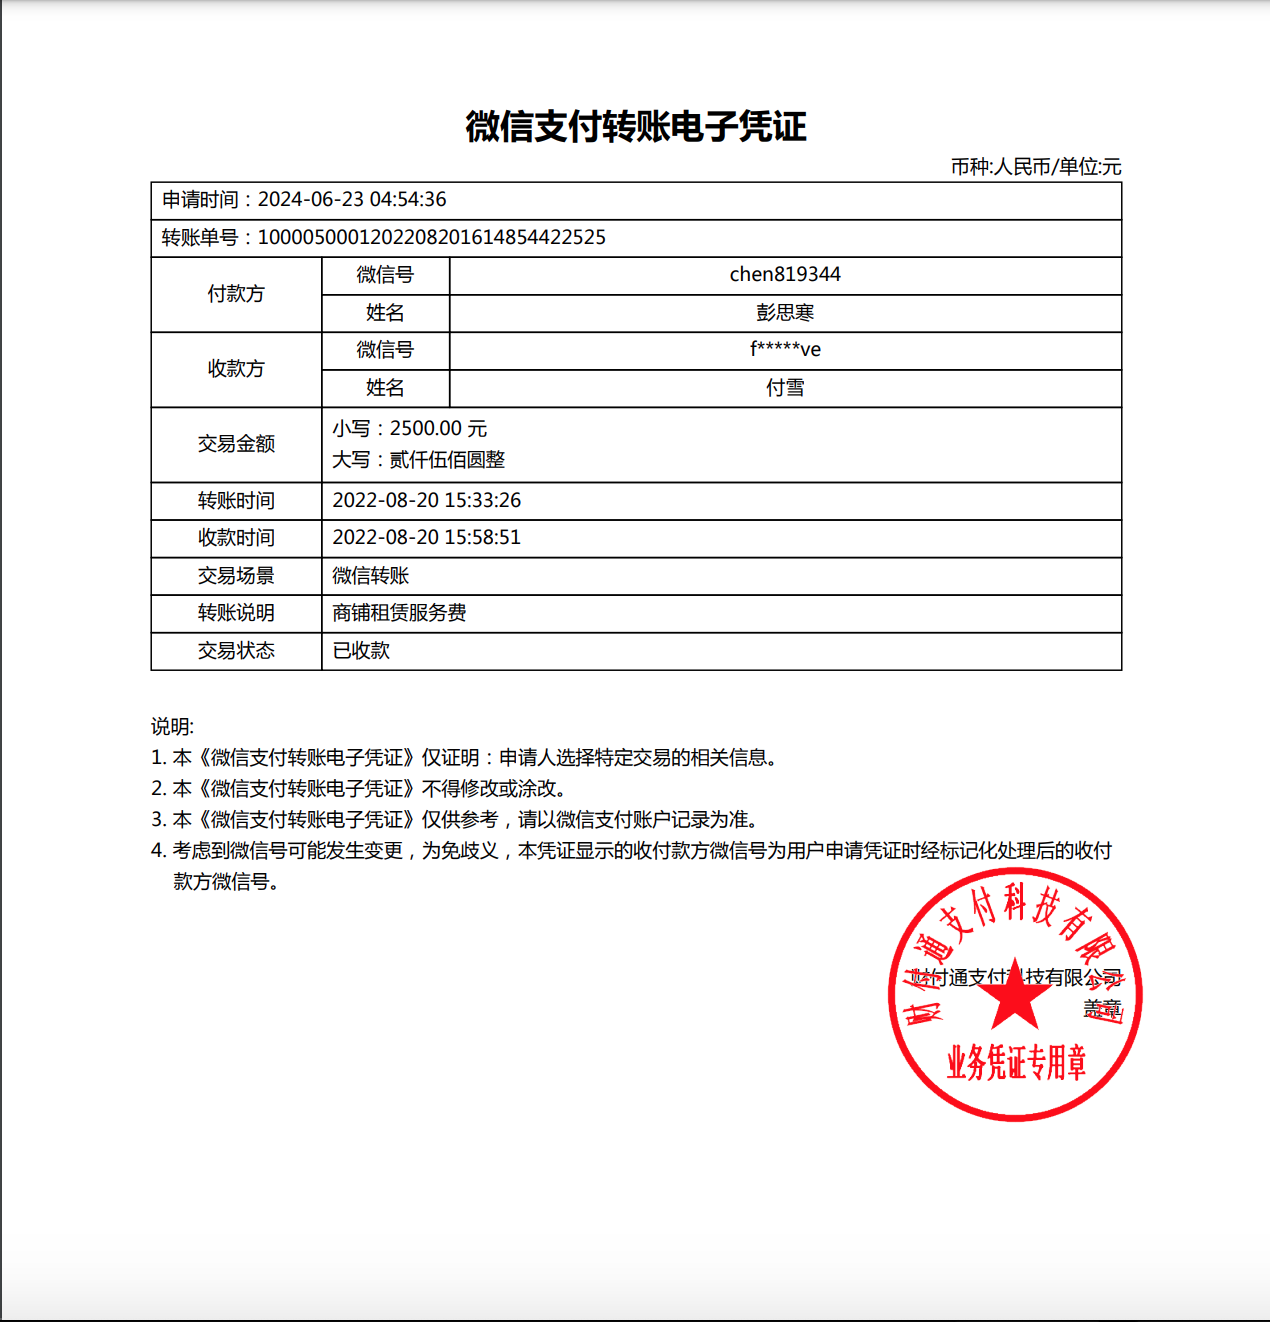 微信支付转账电子凭证
币种:人民币/单位:元
申请时间：2024-06-23 04:54:36
转账单号：1000050001202208201614854422525
付款方 微信号 chen819344
姓名 彭思寒
收款方 微信号 f*****ve
姓名 付雪
交易金额 小写：2500.00 元
大写：贰仟伍佰圆整
转账时间 2022-08-20 15:33:26
收款时间 2022-08-20 15:58:51
交易场景 微信转账
转账说明 商铺租赁服务费
交易状态 已收款
说明:
1. 本《微信支付转账电子凭证》仅证明：申请人选择特定交易的相关信息。
2. 本《微信支付转账电子凭证》不得修改或涂改。
3. 本《微信支付转账电子凭证》仅供参考，请以微信支付账户记录为准。
4. 考虑到微信号可能发生变更，为免歧义，本凭证显示的收付款方微信号为用户申请凭证时经标记化处理后的收付
款方微信号。
财付通支付科技有限公司
财付通支付科技有限公司
盖章
业务凭证专用章